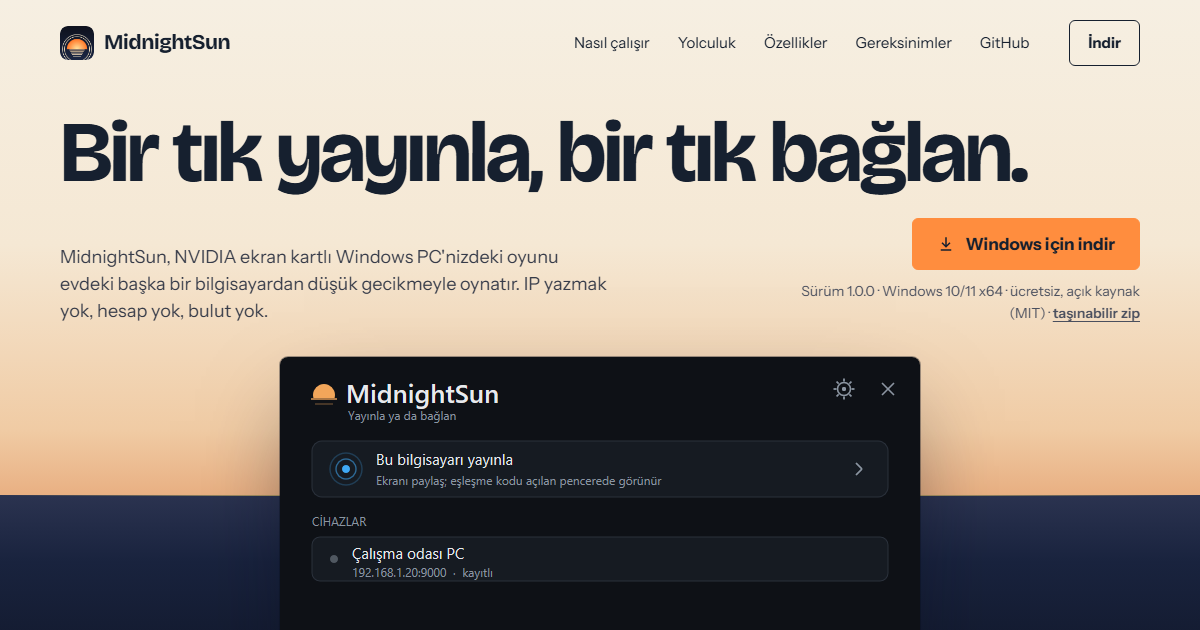 MidnightSun
Nasıl çalışır Yolculuk Özellikler Gereksinimler GitHub İndir
Bir tık yayınla, bir tık bağlan.
MidnightSun, NVIDIA ekran kartlı Windows PC'nizdeki oyunu
evdeki başka bir bilgisayardan düşük gecikmeyle oynatır. IP yazmak
yok, hesap yok, bulut yok.
Windows için indir
Sürüm 1.0.0 · Windows 10/11 x64 · ücretsiz, açık kaynak
(MIT) · taşınabilir zip
MidnightSun
Yayınla ya da bağlan
Bu bilgisayarı yayınla
Ekranı paylaş; eşleşme kodu açılan pencerede görünür
CİHAZLAR
Çalışma odası PC
192.168.1.20:9000 · kayıtlı